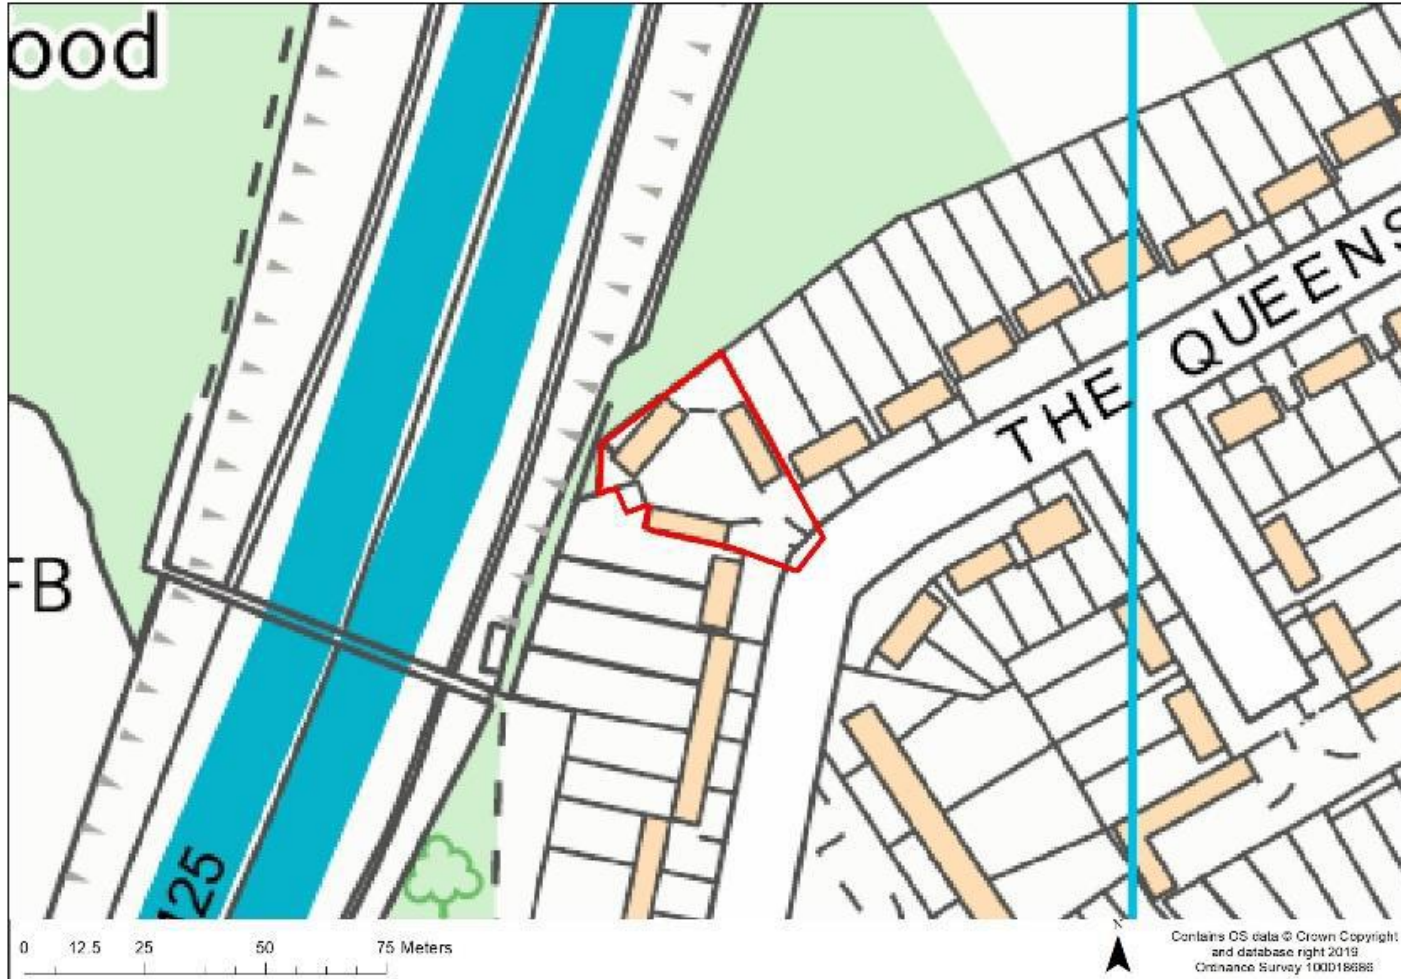 ood
THE QUEENS
FB
125
0 12.5 25 50 75 Meters
N
Contains OS data © Crown Copyright
and database right 2019
Ordnance Survey 100018686